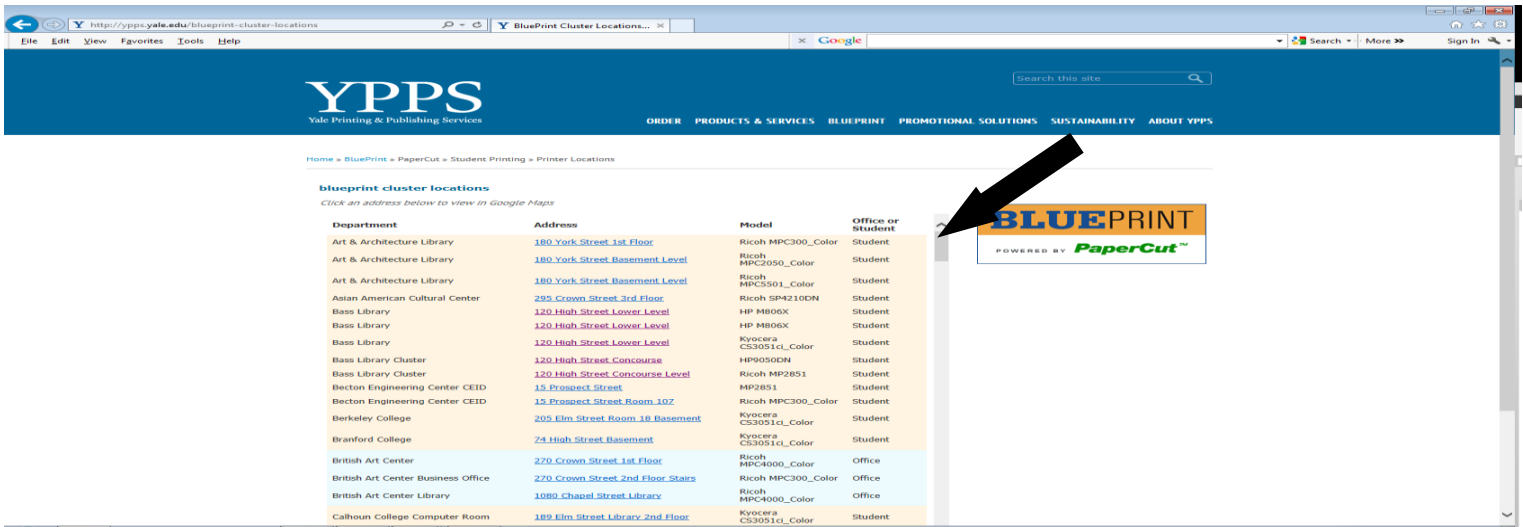 http://ypps.yale.edu/blueprint-cluster-locations
BluePrint Cluster Locations...
File Edit View Favorites Tools Help
Google
Search
More >>
Sign In
YPPS
Yale Printing & Publishing Services
Search this site
ORDER PRODUCTS & SERVICES BLUEPRINT PROMOTIONAL SOLUTIONS SUSTAINABILITY ABOUT YPPS
Home » BluePrint » PaperCut » Student Printing » Printer Locations
blueprint cluster locations
Click an address below to view in Google Maps
Department Address Model Office or Student
Art & Architecture Library 180 York Street 1st Floor Ricoh MPC300_Color Student
Art & Architecture Library 180 York Street Basement Level Ricoh MPC2050_Color Student
Art & Architecture Library 180 York Street Basement Level Ricoh MPC5501_Color Student
Asian American Cultural Center 295 Crown Street 3rd Floor Ricoh SP4210DN Student
Bass Library 120 High Street Lower Level HP M806X Student
Bass Library 120 High Street Lower Level HP M806X Student
Bass Library 120 High Street Lower Level Kyocera CS3051ci_Color Student
Bass Library Cluster 120 High Street Concourse HP9050DN Student
Bass Library Cluster 120 High Street Concourse Level Ricoh MP2851 Student
Becton Engineering Center CEID 15 Prospect Street MP2851 Student
Becton Engineering Center CEID 15 Prospect Street Room 107 Ricoh MPC300_Color Student
Berkeley College 205 Elm Street Room 18 Basement Kyocera CS3051ci_Color Student
Branford College 74 High Street Basement Kyocera CS3051ci_Color Student
British Art Center 270 Crown Street 1st Floor Ricoh MPC4000_Color Office
British Art Center Business Office 270 Crown Street 2nd Floor Stairs Ricoh MPC300_Color Office
British Art Center Library 1080 Chapel Street Library Ricoh MPC4000_Color Office
Calhoun College Computer Room 189 Elm Street Library 2nd Floor Kyocera CS3051ci_Color Student
BLUEPRINT
POWERED BY PaperCut™